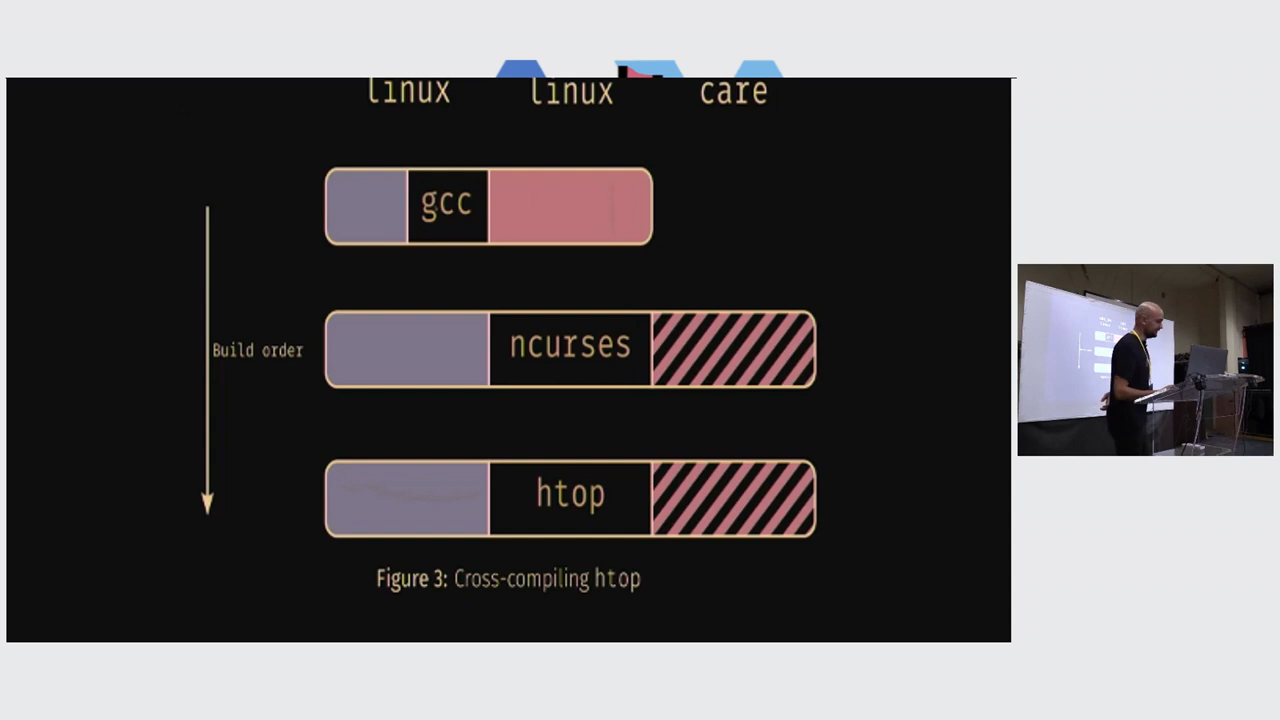 linux linux care
gcc
Build order
ncurses
htop
Figure 3: Cross-compiling htop